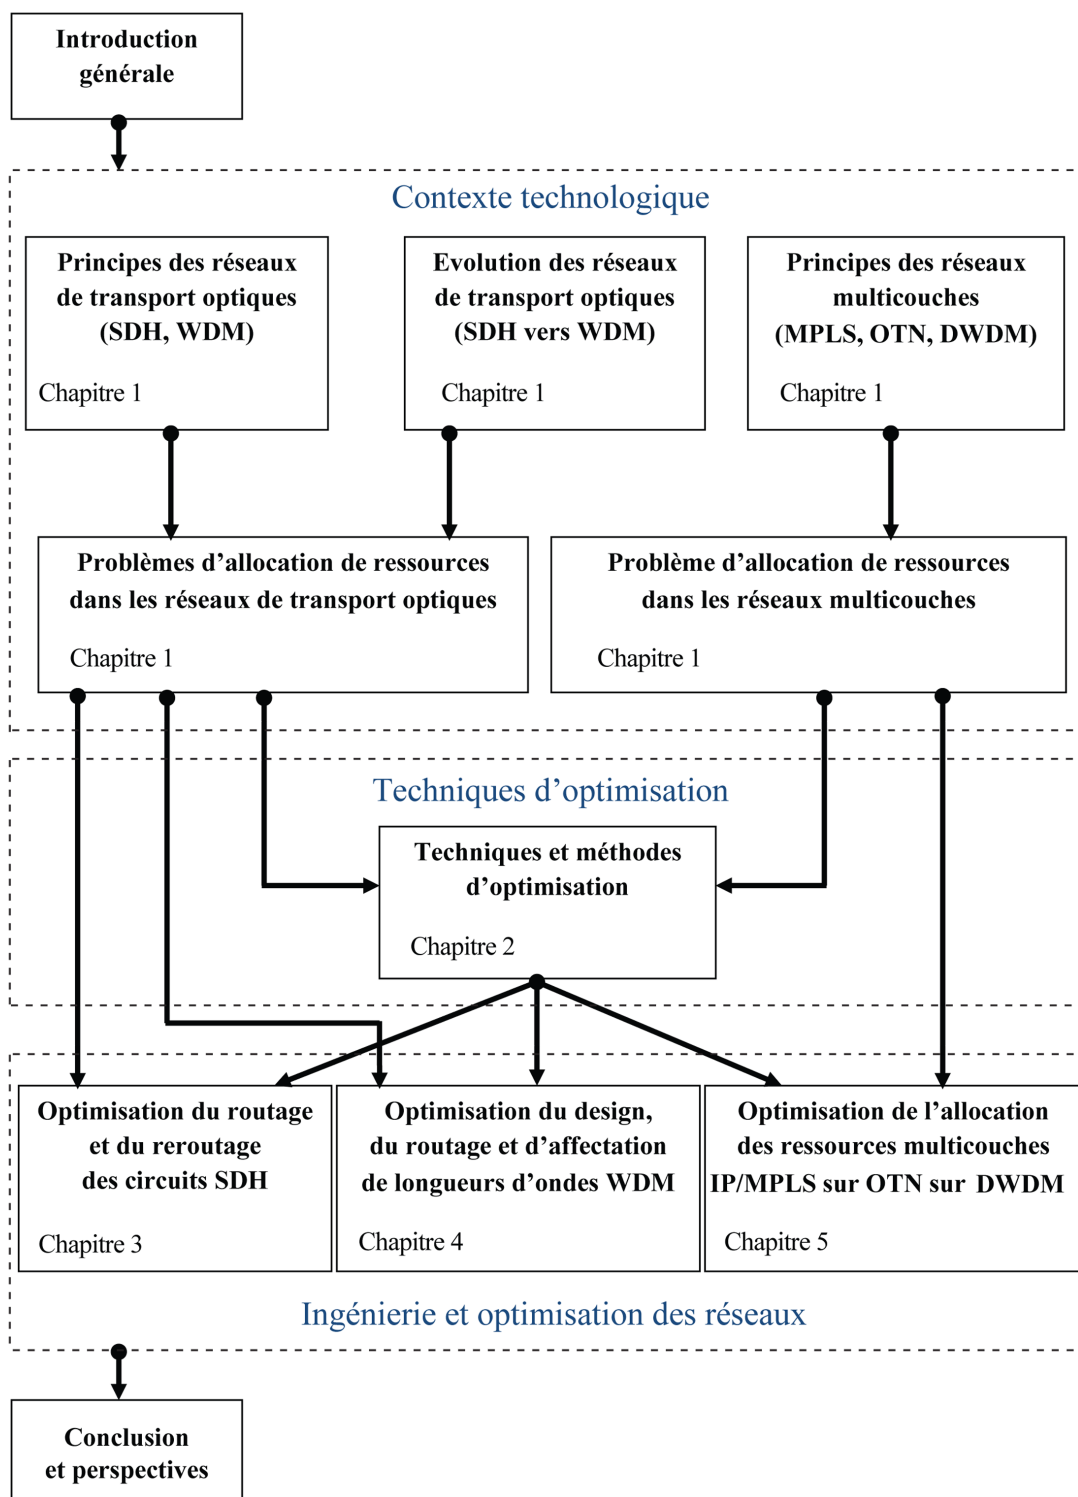 Introduction
générale
Contexte technologique
Principes des réseaux
de transport optiques
(SDH, WDM)
Chapitre 1
Evolution des réseaux
de transport optiques
(SDH vers WDM)
Chapitre 1
Principes des réseaux
multicouches
(MPLS, OTN, DWDM)
Chapitre 1
Problèmes d’allocation de ressources
dans les réseaux de transport optiques
Chapitre 1
Problème d’allocation de ressources
dans les réseaux multicouches
Chapitre 1
Techniques d’optimisation
Techniques et méthodes
d’optimisation
Chapitre 2
Optimisation du routage
et du reroutage
des circuits SDH
Chapitre 3
Optimisation du design,
du routage et d’affectation
de longueurs d’ondes WDM
Chapitre 4
Optimisation de l’allocation
des ressources multicouches
IP/MPLS sur OTN sur DWDM
Chapitre 5
Ingénierie et optimisation des réseaux
Conclusion
et perspectives